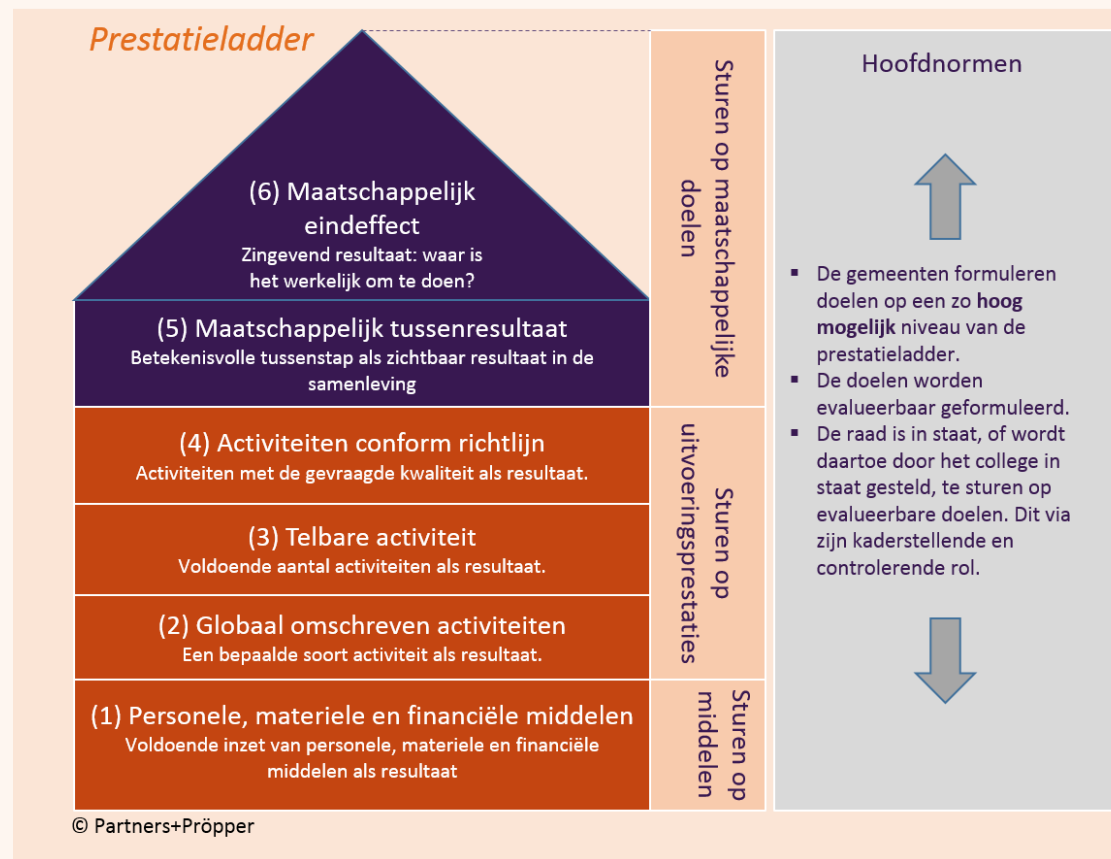 Prestatieladder
(6) Maatschappelijk
eindeffect
Zingevend resultaat: waar is
het werkelijk om te doen?
(5) Maatschappelijk tussenresultaat
Betekenisvolle tussenstap als zichtbaar resultaat in de
samenleving
(4) Activiteiten conform richtlijn
Activiteiten met de gevraagde kwaliteit als resultaat.
(3) Telbare activiteit
Voldoende aantal activiteiten als resultaat.
(2) Globaal omschreven activiteiten
Een bepaalde soort activiteit als resultaat.
(1) Personele, materiele en financiële middelen
Voldoende inzet van personele, materiele en financiële
middelen als resultaat
© Partners+Pröpper
Sturen op maatschappelijke
doelen
Sturen op
uitvoeringsprestaties
Sturen op
middelen
Hoofdnormen
▪ De gemeenten formuleren
doelen op een zo hoog
mogelijk niveau van de
prestatieladder.
▪ De doelen worden
evalueerbaar geformuleerd.
▪ De raad is in staat, of wordt
daartoe door het college in
staat gesteld, te sturen op
evalueerbare doelen. Dit via
zijn kaderstellende en
controlerende rol.